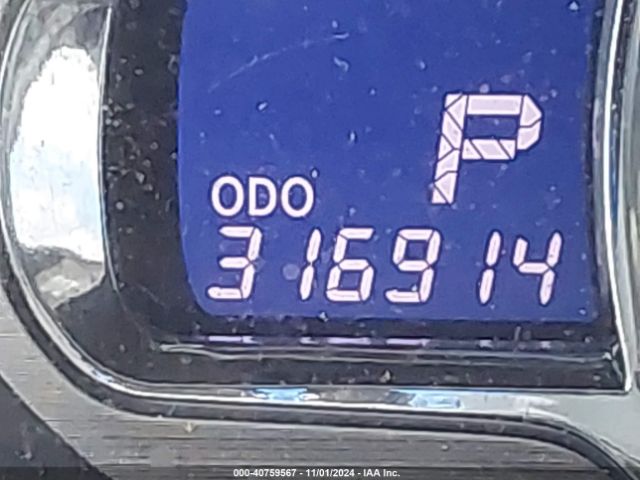 P
ODO
316914
000-40759567 - 11/01/2024 - IAA Inc.